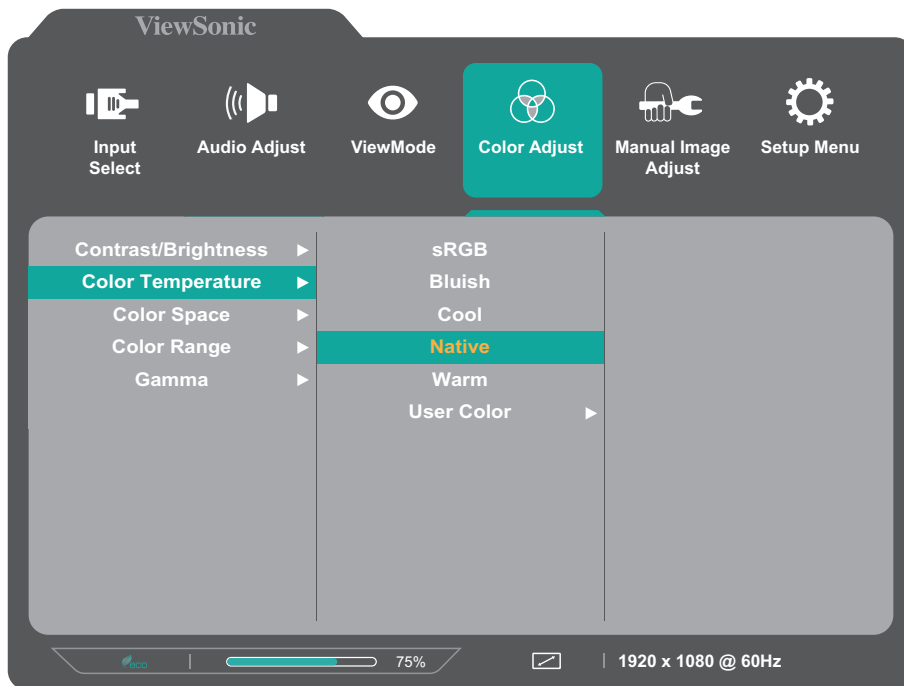 ViewSonic
Input
Select
Audio Adjust
ViewMode
Color Adjust
Manual Image
Adjust
Setup Menu
Contrast/Brightness
Color Temperature
Color Space
Color Range
Gamma
sRGB
Bluish
Cool
Native
Warm
User Color
eco
75%
1920 x 1080 @ 60Hz